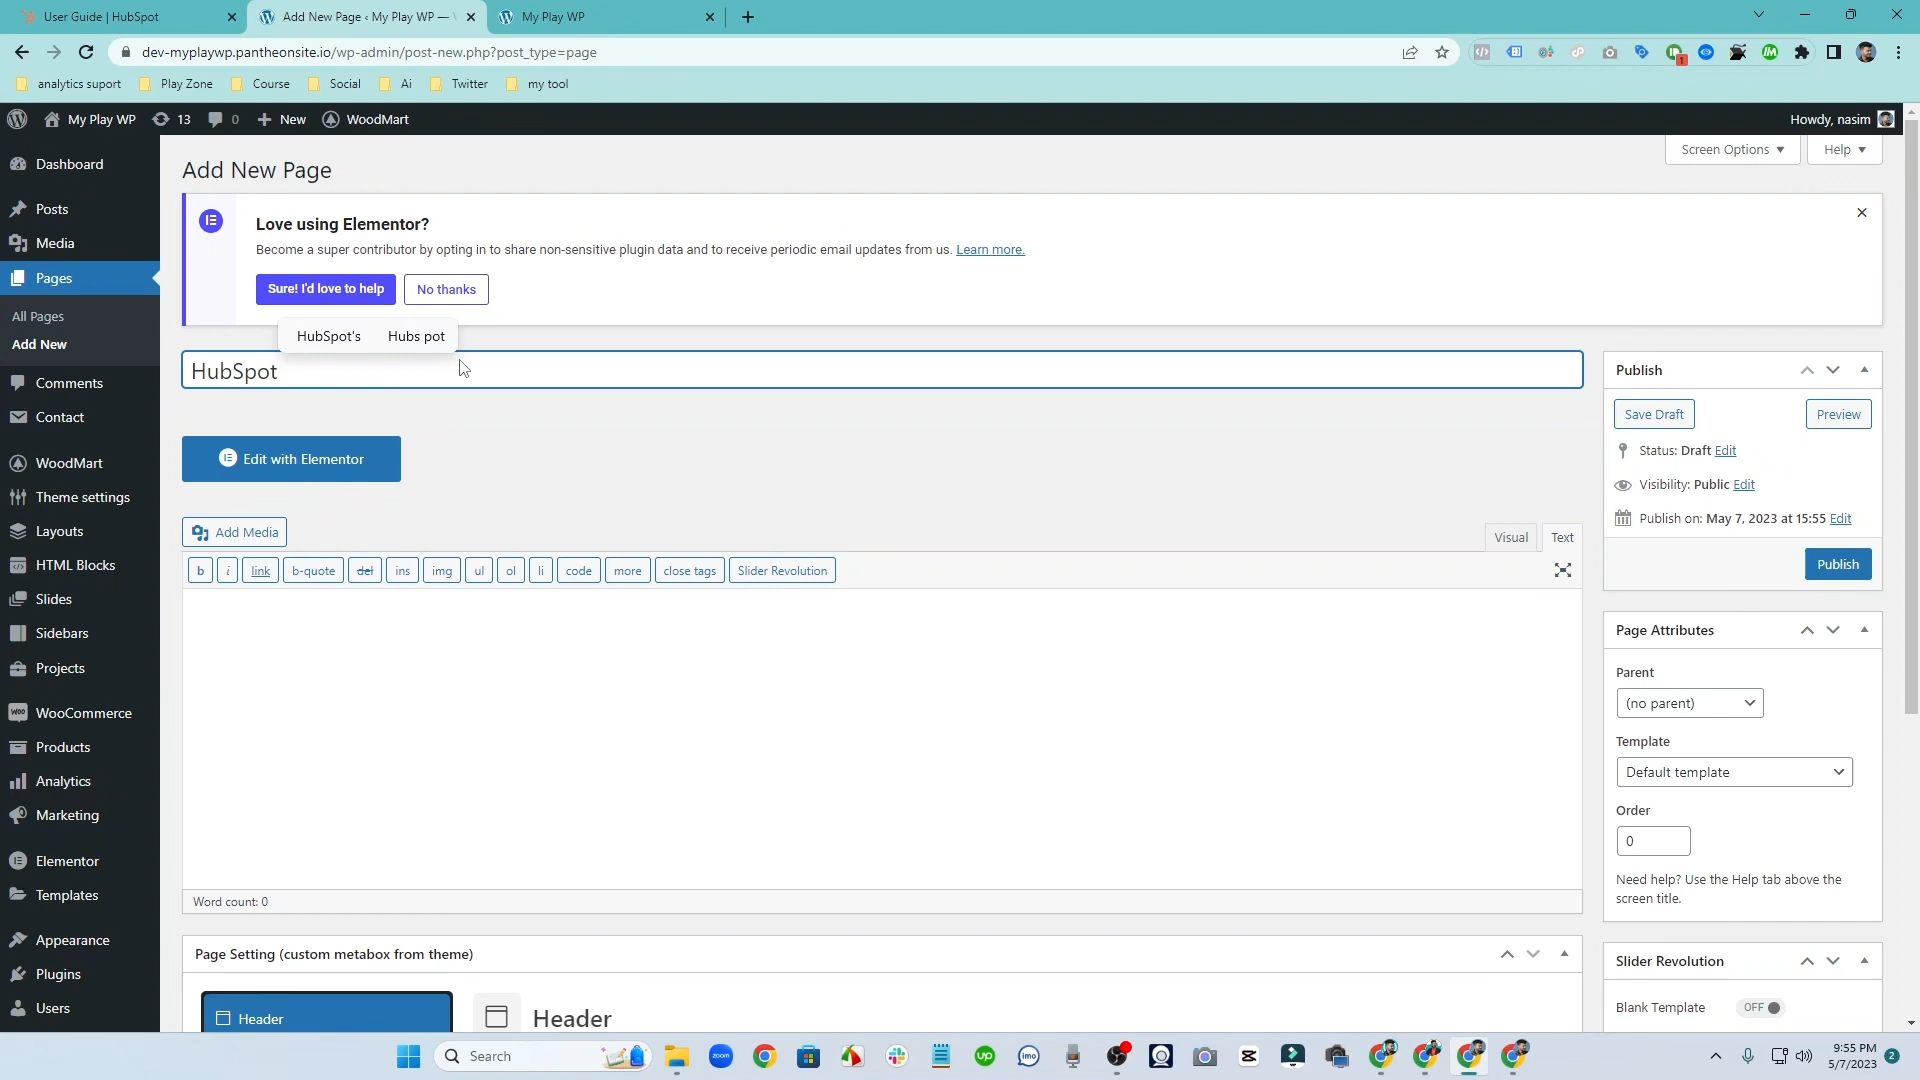 User Guide | HubSpot
Add New Page ‹ My Play WP —
My Play WP
dev-myplaywp.pantheonsite.io/wp-admin/post-new.php?post_type=page
analytics suport
Play Zone
Course
Social
Ai
Twitter
my tool
My Play WP
13
0
New
WoodMart
Howdy, nasim
Screen Options
Help
Dashboard
Posts
Media
Pages
All Pages
Add New
Comments
Contact
WoodMart
Theme settings
Layouts
HTML Blocks
Slides
Sidebars
Projects
WooCommerce
Products
Analytics
Marketing
Elementor
Templates
Appearance
Plugins
Users
Add New Page
Love using Elementor?
Become a super contributor by opting in to share non-sensitive plugin data and to receive periodic email updates from us. Learn more.
Sure! I'd love to help
No thanks
HubSpot's Hubs pot
HubSpot
Edit with Elementor
Add Media
Visual Text
b i link b-quote del ins img ul ol li code more close tags Slider Revolution
Word count: 0
Page Setting (custom metabox from theme)
Header
Header
Publish
Save Draft
Preview
Status: Draft Edit
Visibility: Public Edit
Publish on: May 7, 2023 at 15:55 Edit
Publish
Page Attributes
Parent
(no parent)
Template
Default template
Order
0
Need help? Use the Help tab above the
screen title.
Slider Revolution
Blank Template OFF
Search
zoom
up
imo
9:55 PM
5/7/2023
2